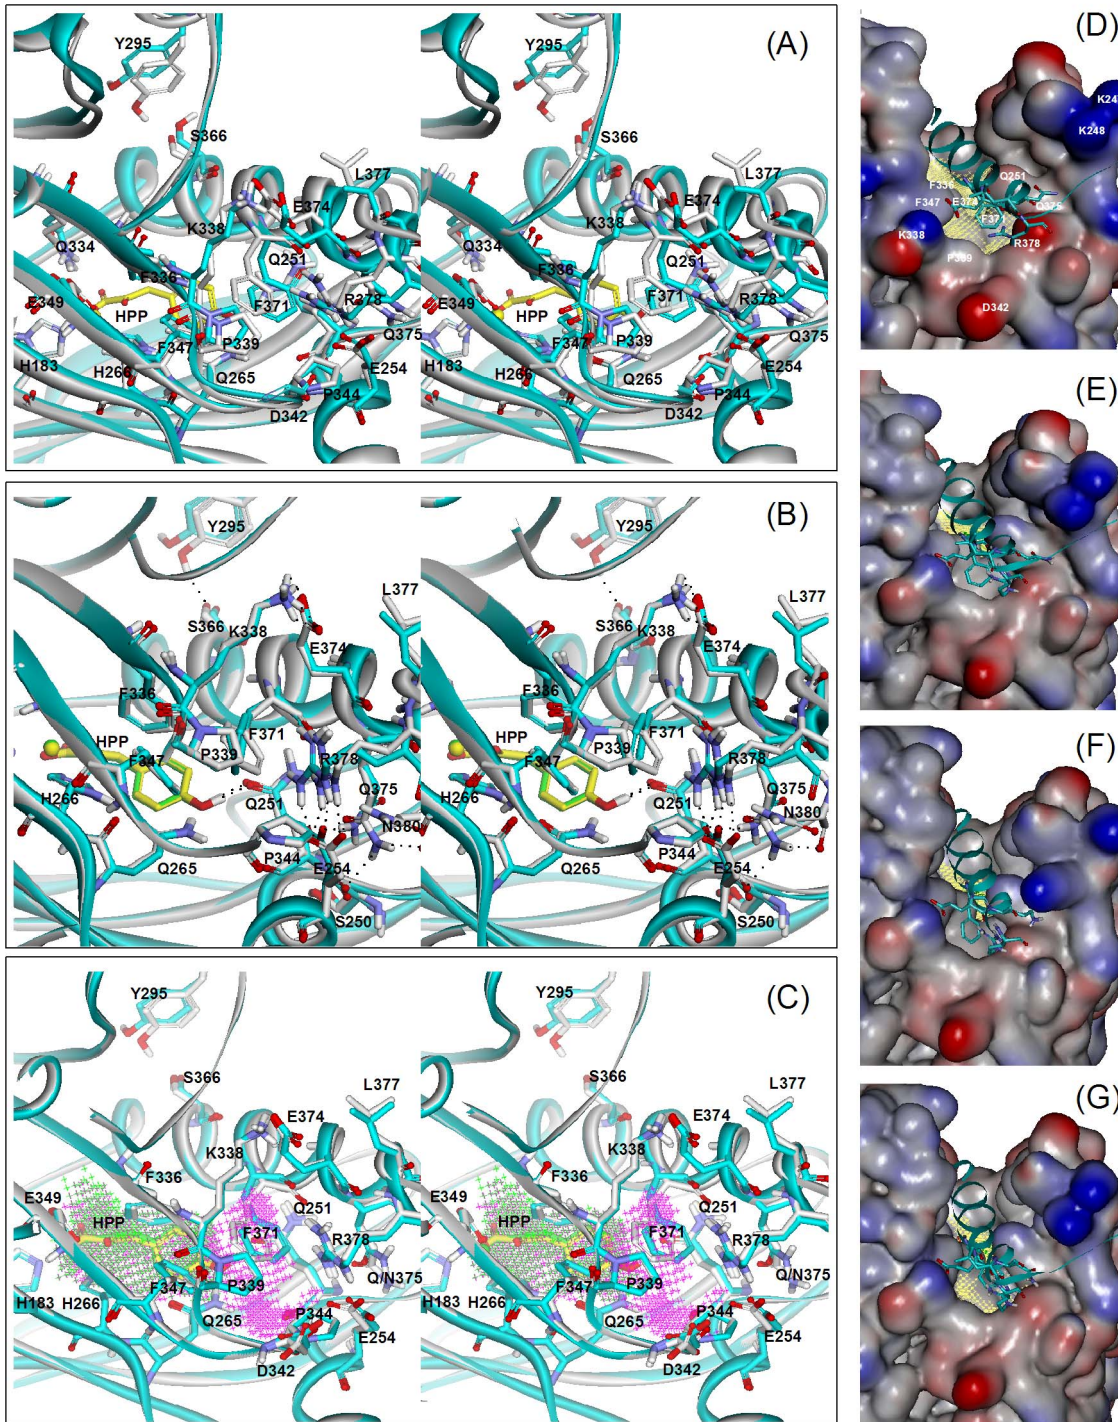 (A)
Y295
S366
L377
E374
K338
Q334
Q251
F336
E349
HPP
F371
R378
Q375
F347
P339
H183
H266
Q265
E254
P344
D342
Y295
S366
L377
E374
K338
Q334
Q251
F336
E349
HPP
F371
R378
Q375
F347
P339
H183
H266
Q265
E254
P344
D342
(B)
Y295
L377
S366
K338
E374
F336
HPP
F371
P339
R378
F347
Q375
H266
Q251
N380
Q265
P344
E254
S250
Y295
L377
S366
K338
E374
F336
HPP
F371
P339
R378
F347
Q375
H266
Q251
N380
Q265
P344
E254
S250
(C)
Y295
S366
L377
E374
K338
F336
E349
Q251
HPP
F371
R378
Q/N375
P339
F347
H183
H266
Q265
P344
E254
D342
Y295
S366
L377
E374
K338
F336
E349
Q251
HPP
F371
R378
Q/N375
P339
F347
H183
H266
Q265
P344
E254
D342
(D)
K248
Q251
F336
F347
E374
Q375
F371
K338
R378
D342
(E)
(F)
(G)